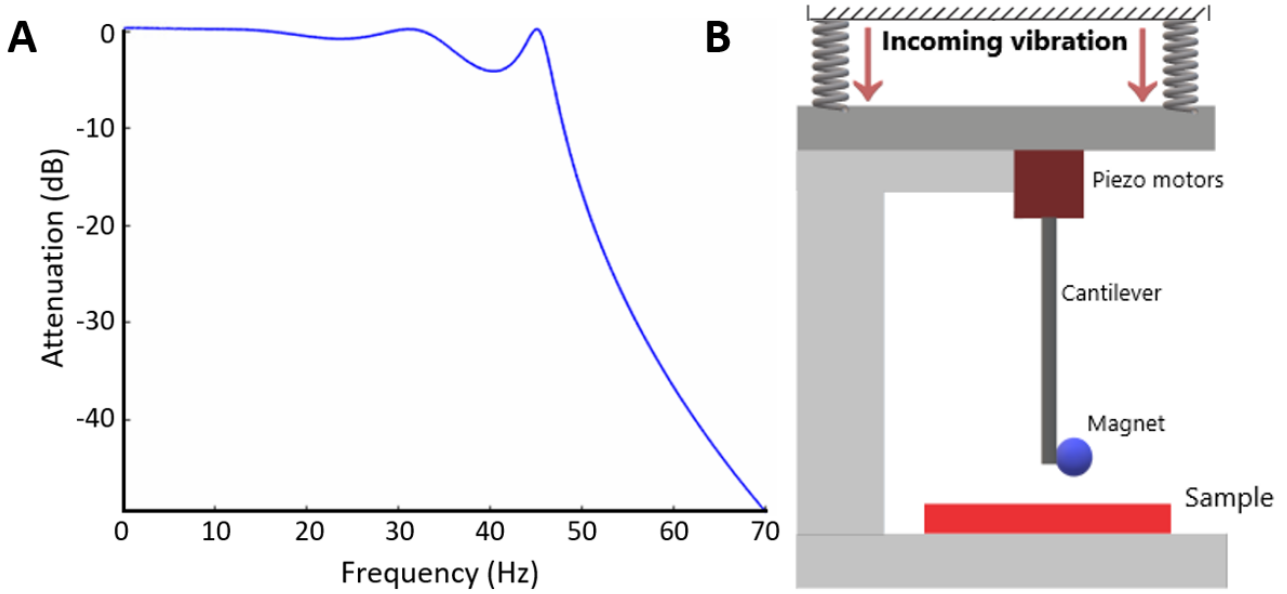 A
Attenuation (dB)
0
-10
-20
-30
-40
0 10 20 30 40 50 60 70
Frequency (Hz)
B
Incoming vibration
Piezo motors
Cantilever
Magnet
Sample